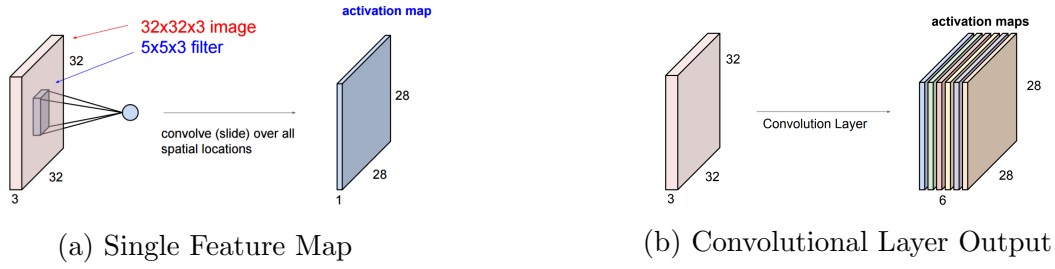 32x32x3 image
5x5x3 filter
32
32
3
convolve (slide) over all
spatial locations
activation map
28
28
1
(a) Single Feature Map
32
32
3
Convolution Layer
activation maps
28
28
6
(b) Convolutional Layer Output